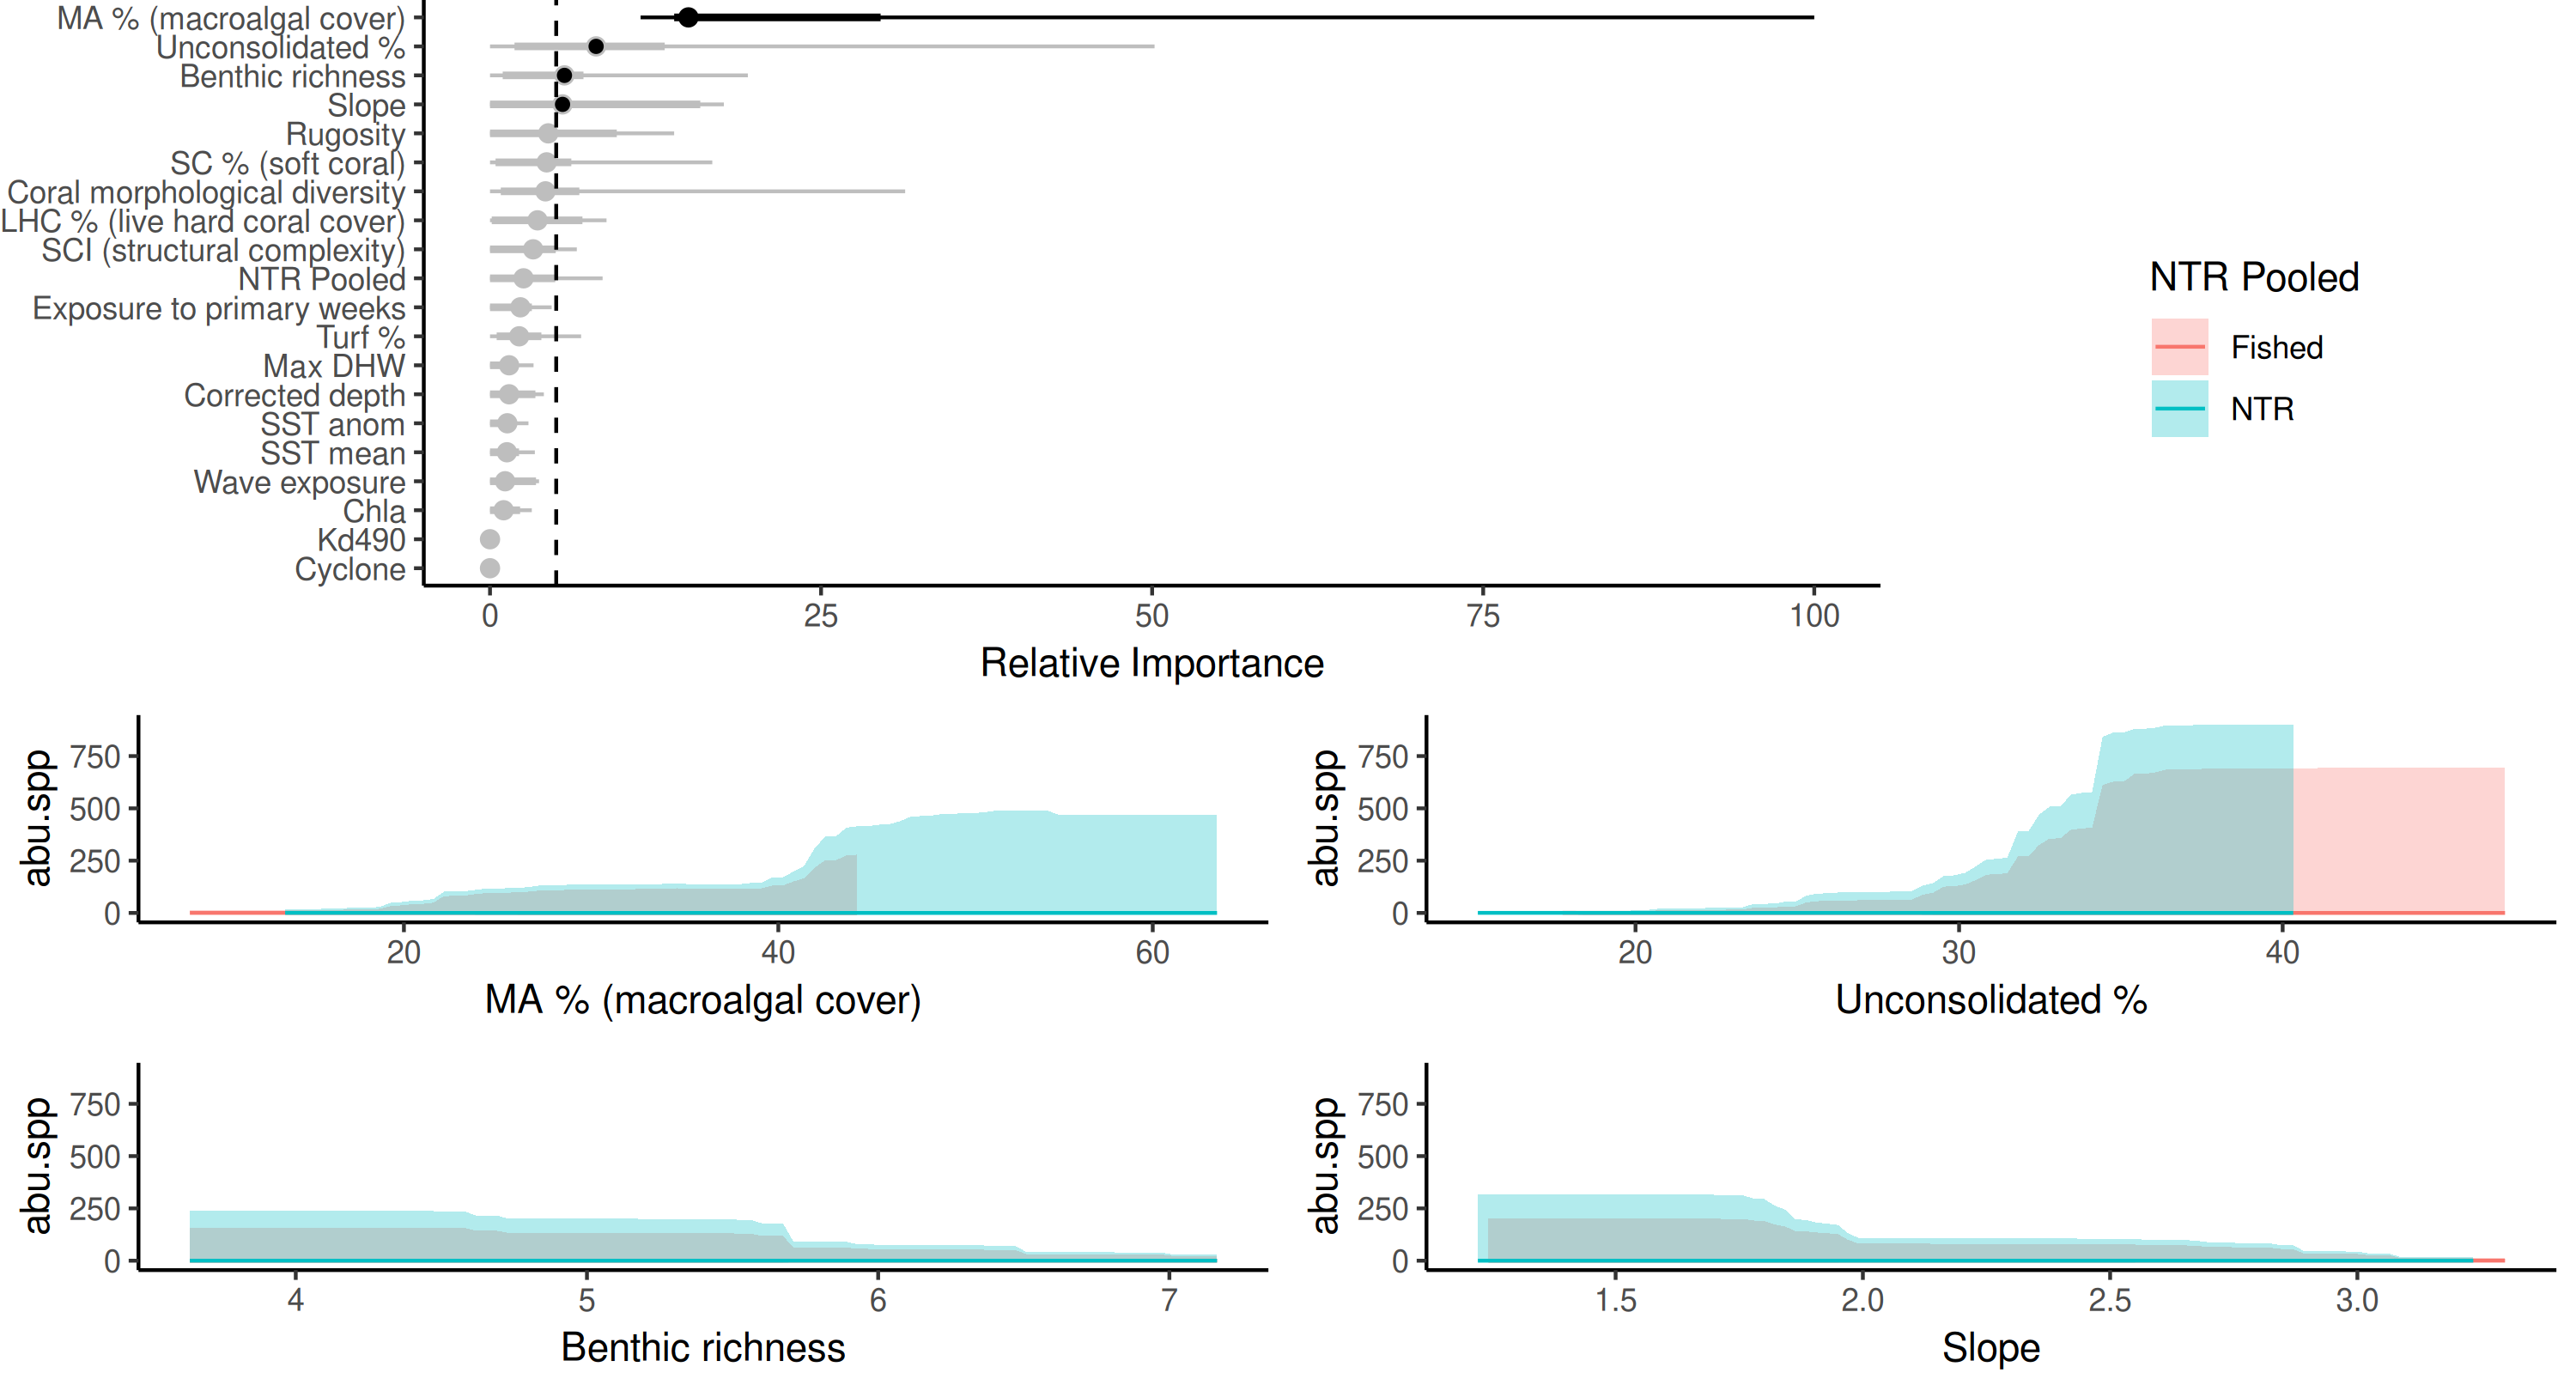 MA % (macroalgal cover)
Unconsolidated %
Benthic richness
Slope
Rugosity
SC % (soft coral)
Coral morphological diversity
LHC % (live hard coral cover)
SCI (structural complexity)
NTR Pooled
Exposure to primary weeks
Turf %
Max DHW
Corrected depth
SST anom
SST mean
Wave exposure
Chla
Kd490
Cyclone
0 25 50 75 100
Relative Importance
NTR Pooled
Fished
NTR
abu.spp
750
500
250
0
20 40 60
MA % (macroalgal cover)
abu.spp
750
500
250
0
20 30 40
Unconsolidated %
abu.spp
750
500
250
0
4 5 6 7
Benthic richness
abu.spp
750
500
250
0
1.5 2.0 2.5 3.0
Slope